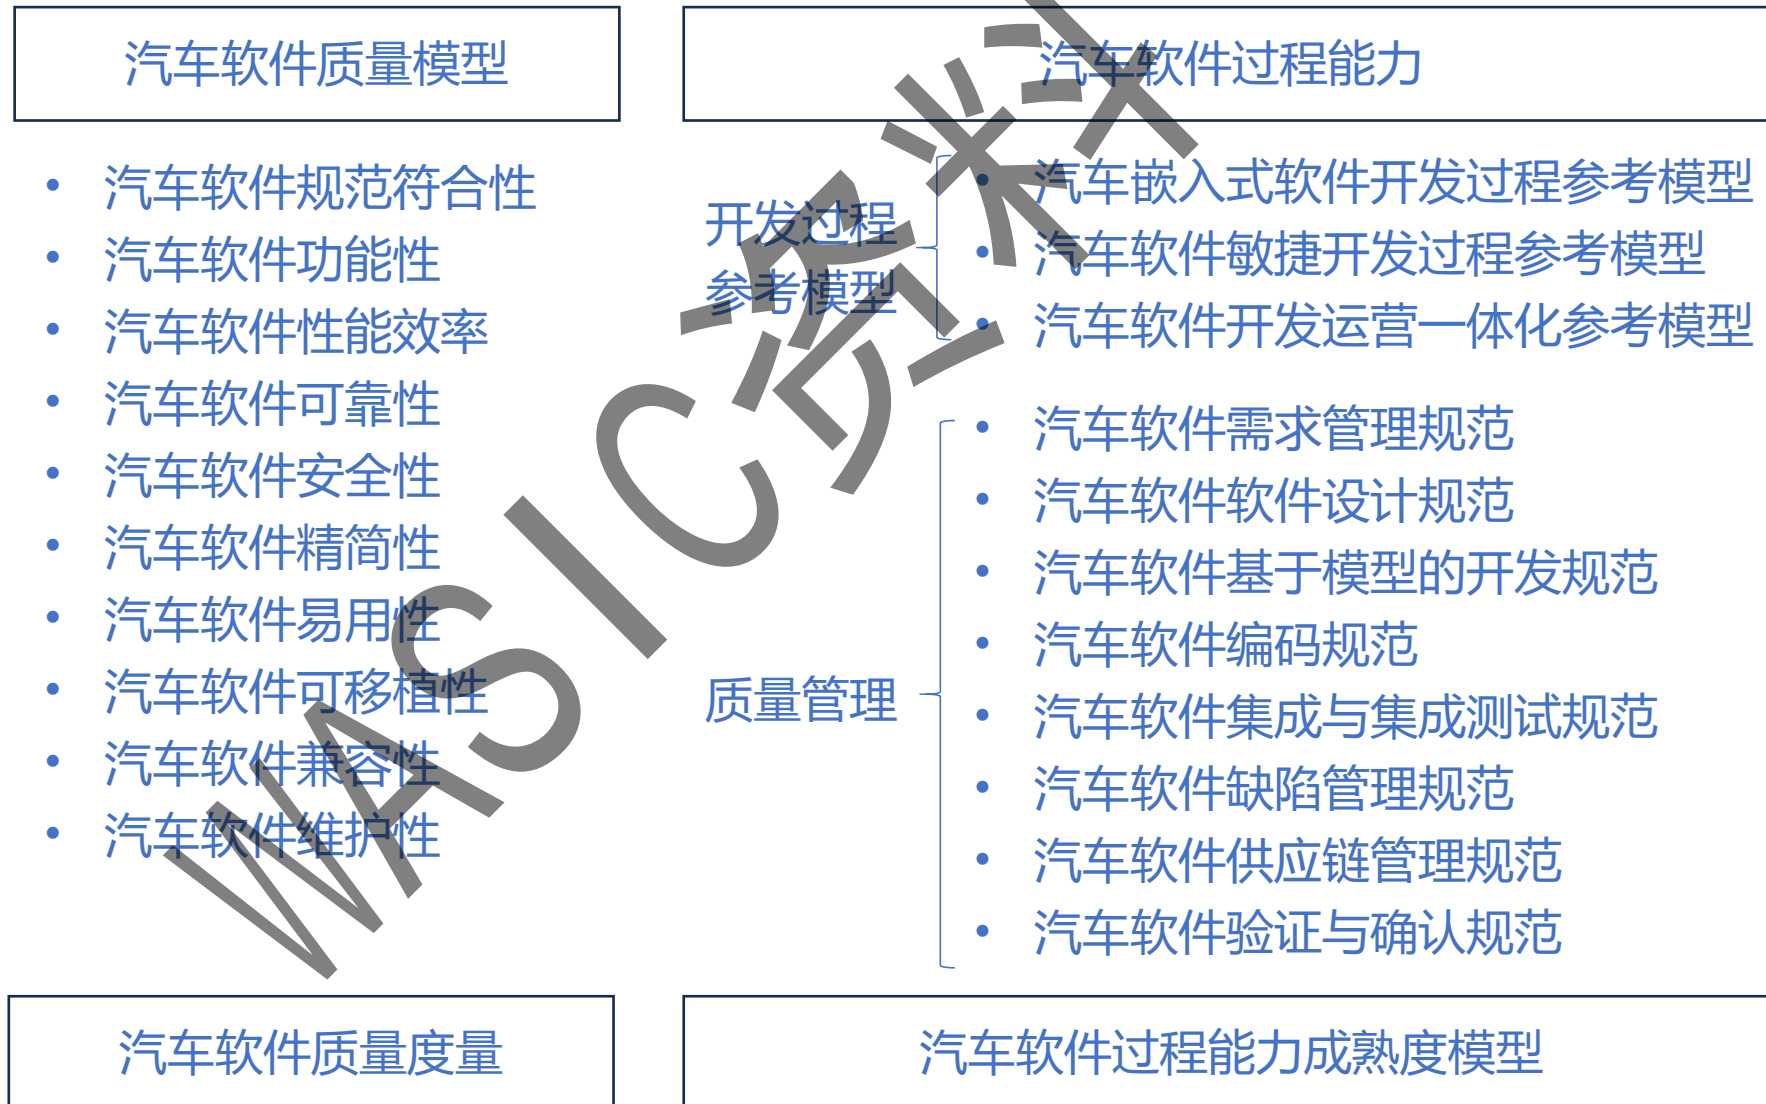 汽车软件质量模型
• 汽车软件规范符合性
• 汽车软件功能性
• 汽车软件性能效率
• 汽车软件可靠性
• 汽车软件安全性
• 汽车软件精简性
• 汽车软件易用性
• 汽车软件可移植性
• 汽车软件兼容性
• 汽车软件维护性
汽车软件质量度量
汽车软件过程能力
开发过程
参考模型
• 汽车嵌入式软件开发过程参考模型
• 汽车软件敏捷开发过程参考模型
• 汽车软件开发运营一体化参考模型
质量管理
• 汽车软件需求管理规范
• 汽车软件软件设计规范
• 汽车软件基于模型的开发规范
• 汽车软件编码规范
• 汽车软件集成与集成测试规范
• 汽车软件缺陷管理规范
• 汽车软件供应链管理规范
• 汽车软件验证与确认规范
汽车软件过程能力成熟度模型
WASIC资料